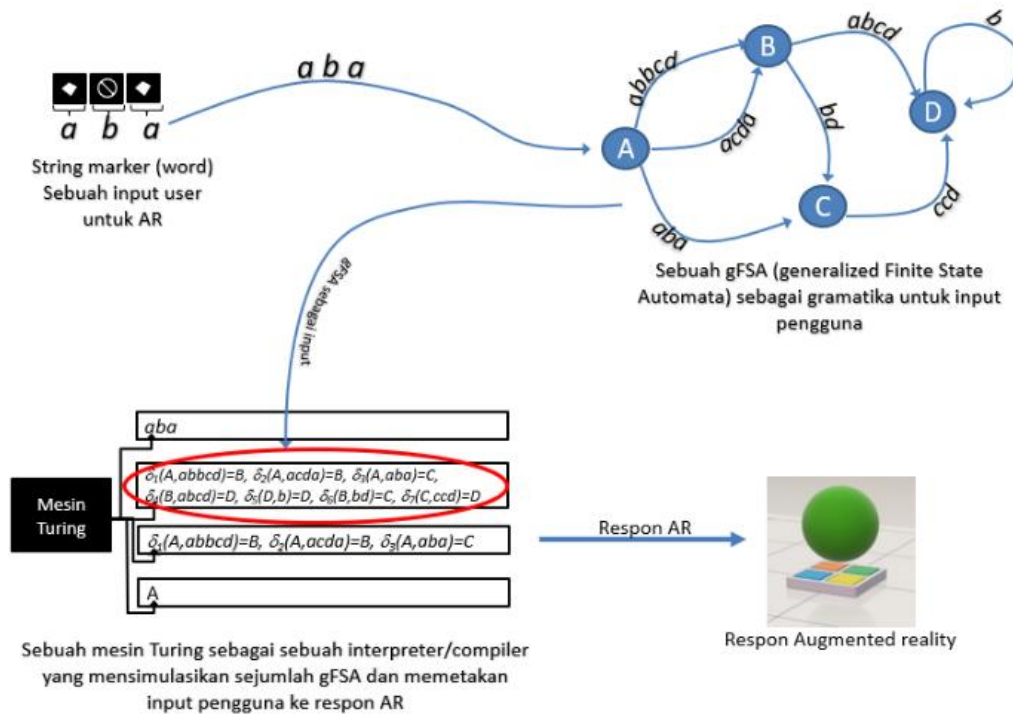 a b a
a b a
String marker (word)
Sebuah input user
untuk AR
abbcd
acda
aba
abcd
bd
ccd
b
A
B
C
D
Sebuah gFSA (generalized Finite State
Automata) sebagai gramatika untuk input
pengguna
gFSA sebagai input
aba
δ₁(A,abbcd)=B, δ₂(A,acda)=B, δ₃(A,aba)=C,
δ₄(B,abcd)=D, δ₅(D,b)=D, δ₆(B,bd)=C, δ₇(C,ccd)=D
Mesin
Turing
δ₁(A,abbcd)=B, δ₂(A,acda)=B, δ₃(A,aba)=C
A
Respon AR
Respon Augmented reality
Sebuah mesin Turing sebagai sebuah interpreter/compiler
yang mensimulasikan sejumlah gFSA dan memetakan
input pengguna ke respon AR